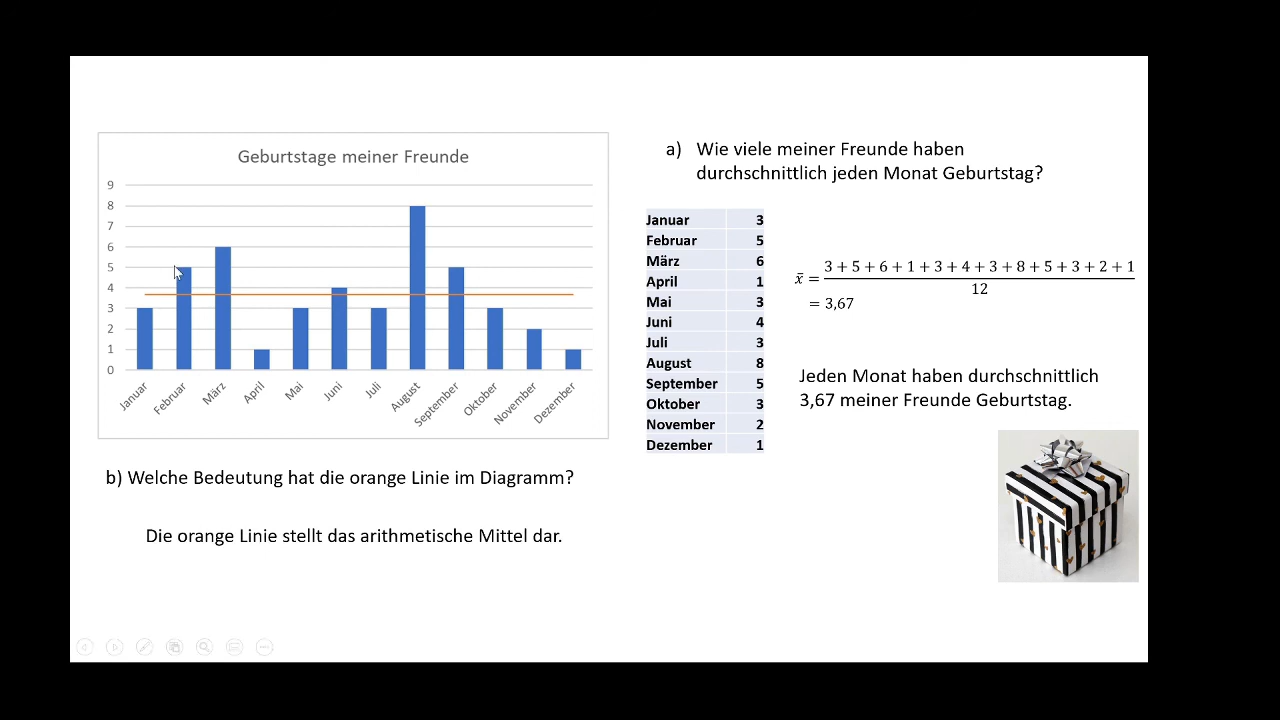 Geburtstage meiner Freunde
9
8
7
6
5
4
3
2
1
0
Januar
Februar
März
April
Mai
Juni
Juli
August
September
Oktober
November
Dezember
b) Welche Bedeutung hat die orange Linie im Diagramm?
Die orange Linie stellt das arithmetische Mittel dar.
a) Wie viele meiner Freunde haben
durchschnittlich jeden Monat Geburtstag?
Januar 3
Februar 5
März 6
April 1
Mai 3
Juni 4
Juli 3
August 8
September 5
Oktober 3
November 2
Dezember 1
x̄ = 3 + 5 + 6 + 1 + 3 + 4 + 3 + 8 + 5 + 3 + 2 + 1
12
= 3,67
Jeden Monat haben durchschnittlich
3,67 meiner Freunde Geburtstag.